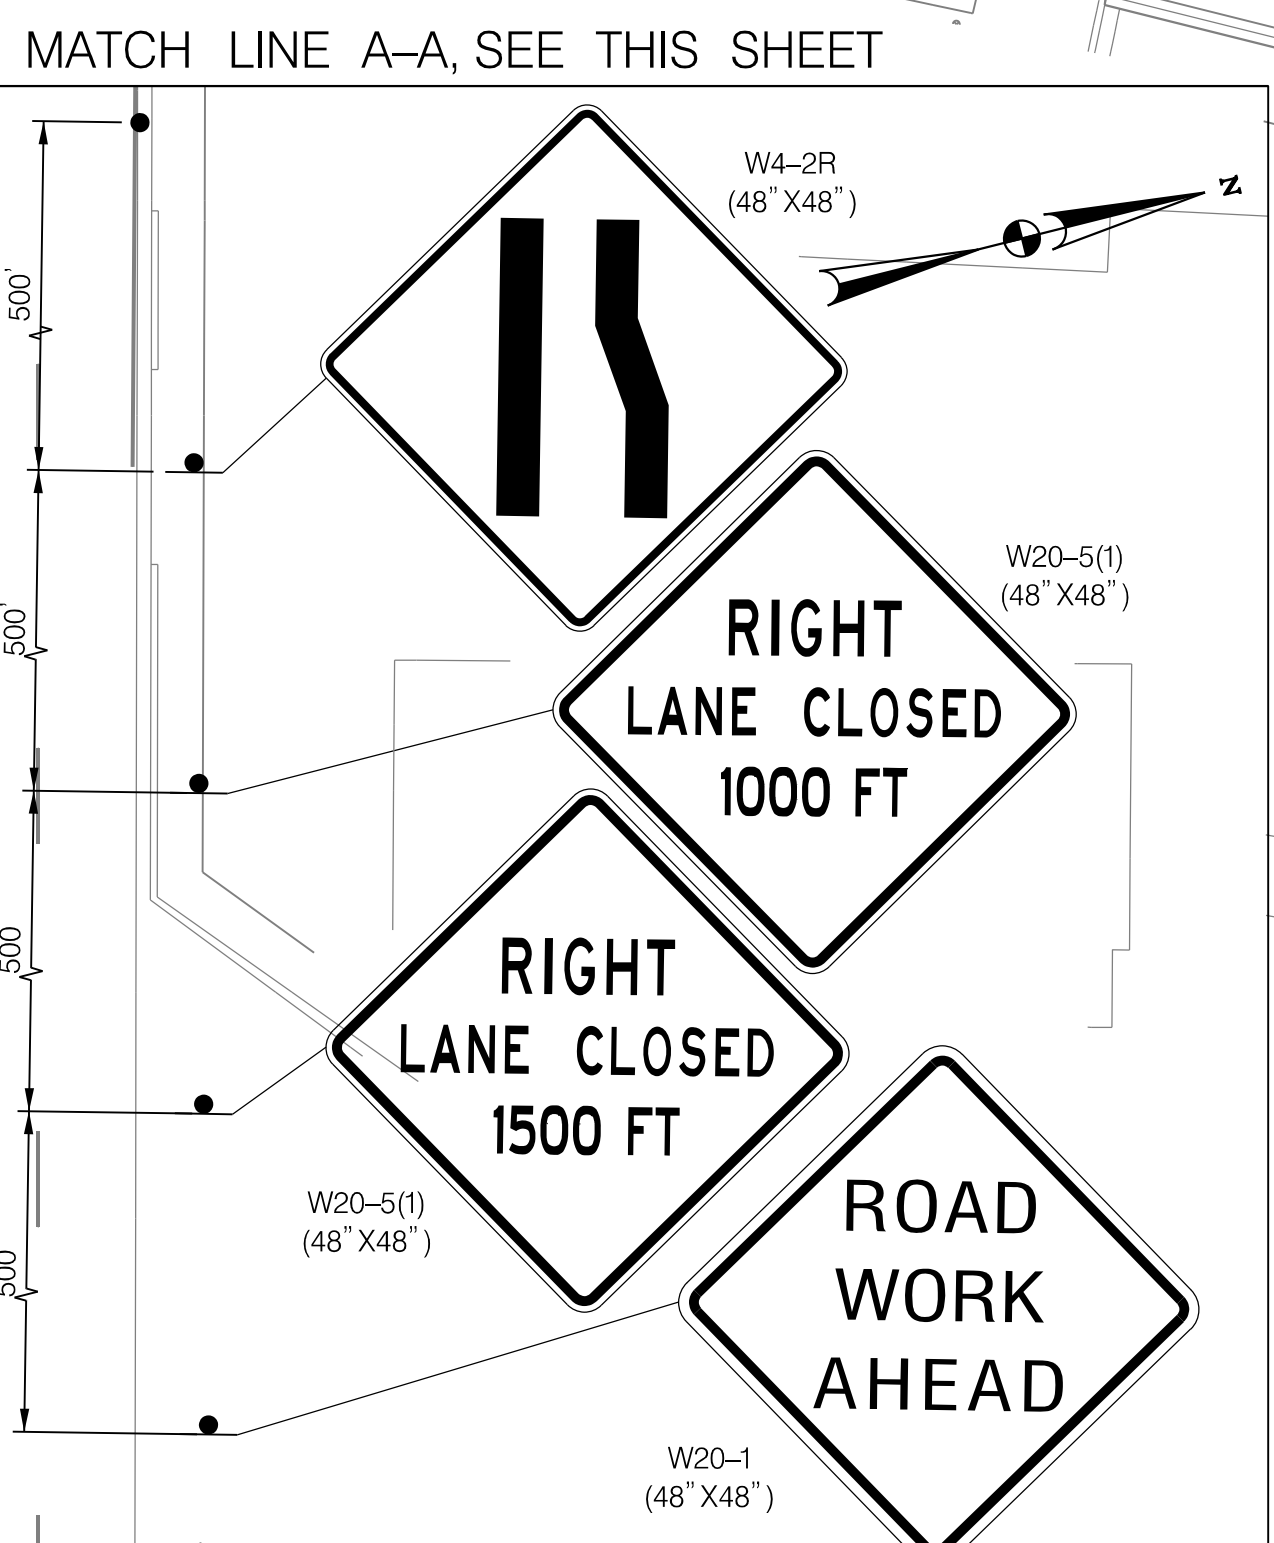 MATCH LINE A–A, SEE THIS SHEET
W4–2R
(48" X48")
N
500'
W20–5(1)
(48" X48")
RIGHT
LANE CLOSED
1000 FT
500'
500
RIGHT
LANE CLOSED
1500 FT
W20–5(1)
(48" X48")
500
ROAD
WORK
AHEAD
W20–1
(48" X48")